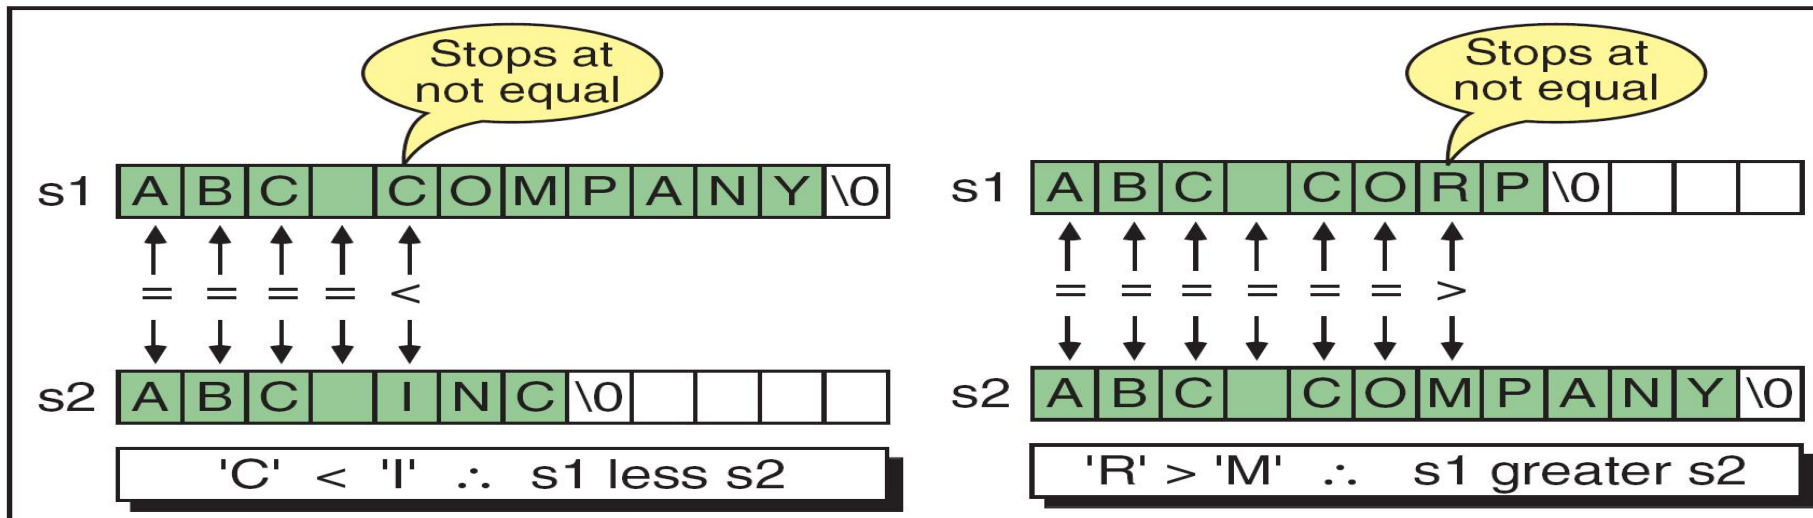 Stops at
not equal
s1 A B C C O M P A N Y \0
= = = = <
s2 A B C I N C \0
'C' < 'I' ∴ s1 less s2
Stops at
not equal
s1 A B C C O R P \0
= = = = = = >
s2 A B C C O M P A N Y \0
'R' > 'M' ∴ s1 greater s2